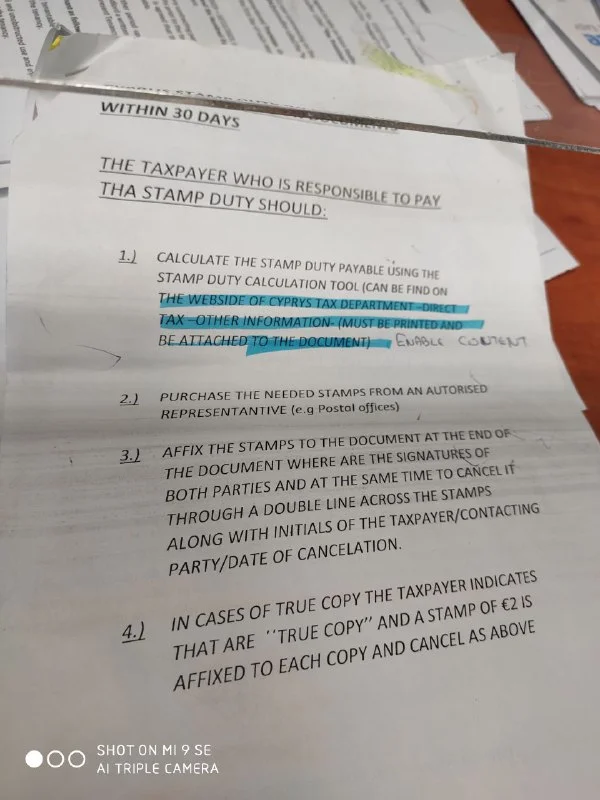 WITHIN 30 DAYS
THE TAXPAYER WHO IS RESPONSIBLE TO PAY
THA STAMP DUTY SHOULD:
1.) CALCULATE THE STAMP DUTY PAYABLE USING THE
STAMP DUTY CALCULATION TOOL (CAN BE FIND ON
THE WEBSIDE OF CYPRYS TAX DEPARTMENT –DIRECT
TAX –OTHER INFORMATION- (MUST BE PRINTED AND
BE ATTACHED TO THE DOCUMENT) ENABLE CONTENT
2.) PURCHASE THE NEEDED STAMPS FROM AN AUTORISED
REPRESENTANTIVE (e.g Postal offices)
3.) AFFIX THE STAMPS TO THE DOCUMENT AT THE END OF
THE DOCUMENT WHERE ARE THE SIGNATURES OF
BOTH PARTIES AND AT THE SAME TIME TO CANCEL IT
THROUGH A DOUBLE LINE ACROSS THE STAMPS
ALONG WITH INITIALS OF THE TAXPAYER/CONTACTING
PARTY/DATE OF CANCELATION.
4.) IN CASES OF TRUE COPY THE TAXPAYER INDICATES
THAT ARE ''TRUE COPY'' AND A STAMP OF €2 IS
AFFIXED TO EACH COPY AND CANCEL AS ABOVE
SHOT ON MI 9 SE
AI TRIPLE CAMERA